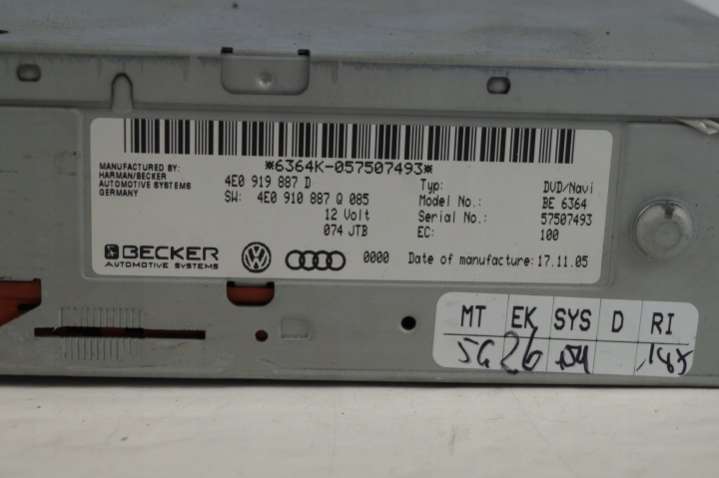 *6364K-057507493*
MANUFACTURED BY:
HARMAN/BECKER
AUTOMOTIVE SYSTEMS
GERMANY
4E0 919 887 D
SW: 4E0 910 887 Q 085
12 Volt
074 JTB
Typ: DVD/Navi
Model No.: BE 6364
Serial No.: 57507493
EC: 100
BECKER
AUTOMOTIVE SYSTEMS
0000
Date of manufacture: 17.11.05
MT EK SYS D RI
5G 26